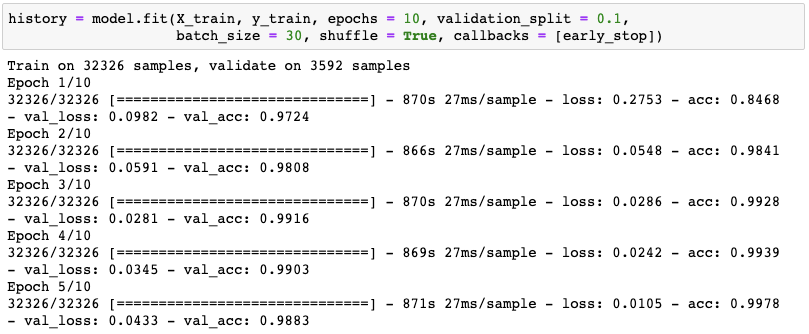 history = model.fit(X_train, y_train, epochs = 10, validation_split = 0.1,
batch_size = 30, shuffle = True, callbacks = [early_stop])
Train on 32326 samples, validate on 3592 samples
Epoch 1/10
32326/32326 [==============================] - 870s 27ms/sample - loss: 0.2753 - acc: 0.8468
- val_loss: 0.0982 - val_acc: 0.9724
Epoch 2/10
32326/32326 [==============================] - 866s 27ms/sample - loss: 0.0548 - acc: 0.9841
- val_loss: 0.0591 - val_acc: 0.9808
Epoch 3/10
32326/32326 [==============================] - 870s 27ms/sample - loss: 0.0286 - acc: 0.9928
- val_loss: 0.0281 - val_acc: 0.9916
Epoch 4/10
32326/32326 [==============================] - 869s 27ms/sample - loss: 0.0242 - acc: 0.9939
- val_loss: 0.0345 - val_acc: 0.9903
Epoch 5/10
32326/32326 [==============================] - 871s 27ms/sample - loss: 0.0105 - acc: 0.9978
- val_loss: 0.0433 - val_acc: 0.9883